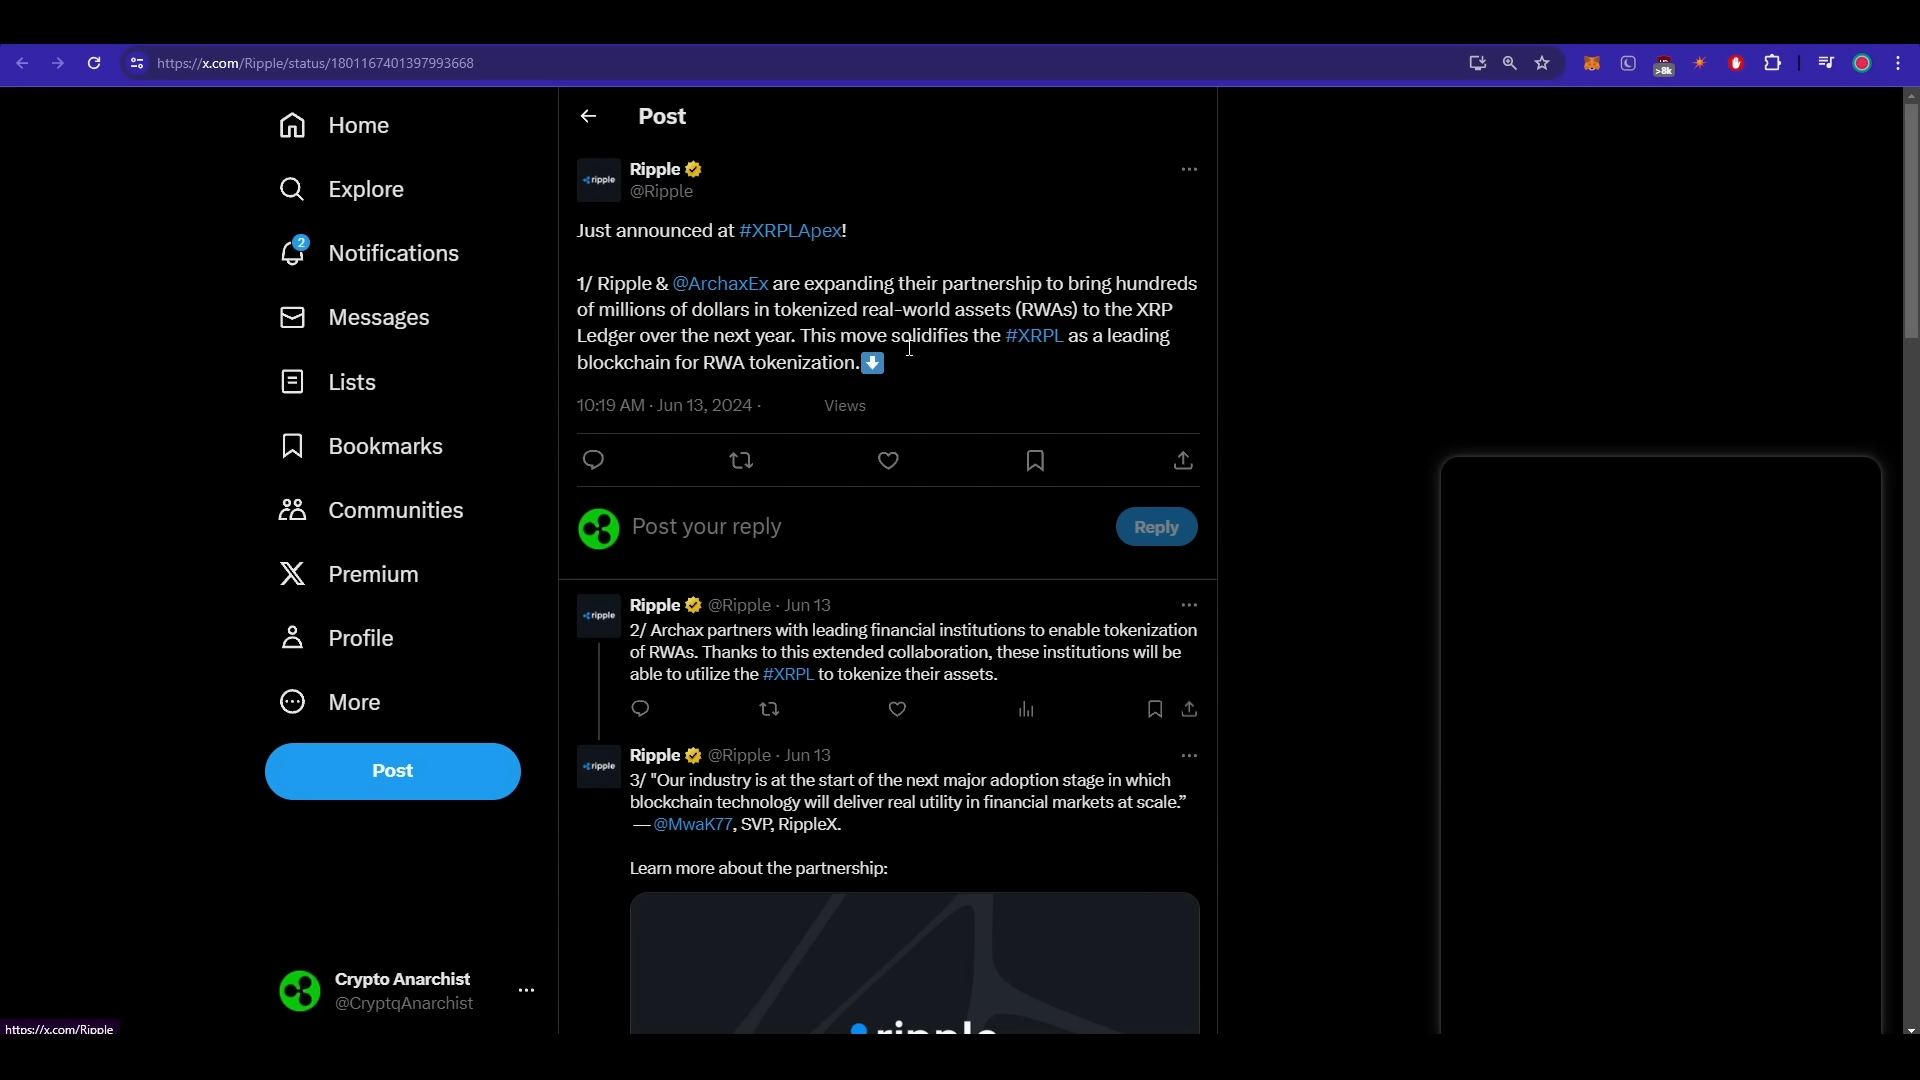 https://x.com/Ripple/status/1801167401397993668
>8k
Home
Explore
2
Notifications
Messages
Lists
Bookmarks
Communities
Premium
Profile
More
Post
Crypto Anarchist
@CryptqAnarchist
https://x.com/Ripple
Post
ripple
Ripple
@Ripple
Just announced at #XRPLApex!
1/ Ripple & @ArchaxEx are expanding their partnership to bring hundreds
of millions of dollars in tokenized real-world assets (RWAs) to the XRP
Ledger over the next year. This move solidifies the #XRPL as a leading
blockchain for RWA tokenization.
10:19 AM · Jun 13, 2024 · Views
Post your reply
Reply
ripple
Ripple @Ripple · Jun 13
2/ Archax partners with leading financial institutions to enable tokenization
of RWAs. Thanks to this extended collaboration, these institutions will be
able to utilize the #XRPL to tokenize their assets.
ripple
Ripple @Ripple · Jun 13
3/ "Our industry is at the start of the next major adoption stage in which
blockchain technology will deliver real utility in financial markets at scale.”
— @MwaK77, SVP, RippleX.
Learn more about the partnership:
ripple